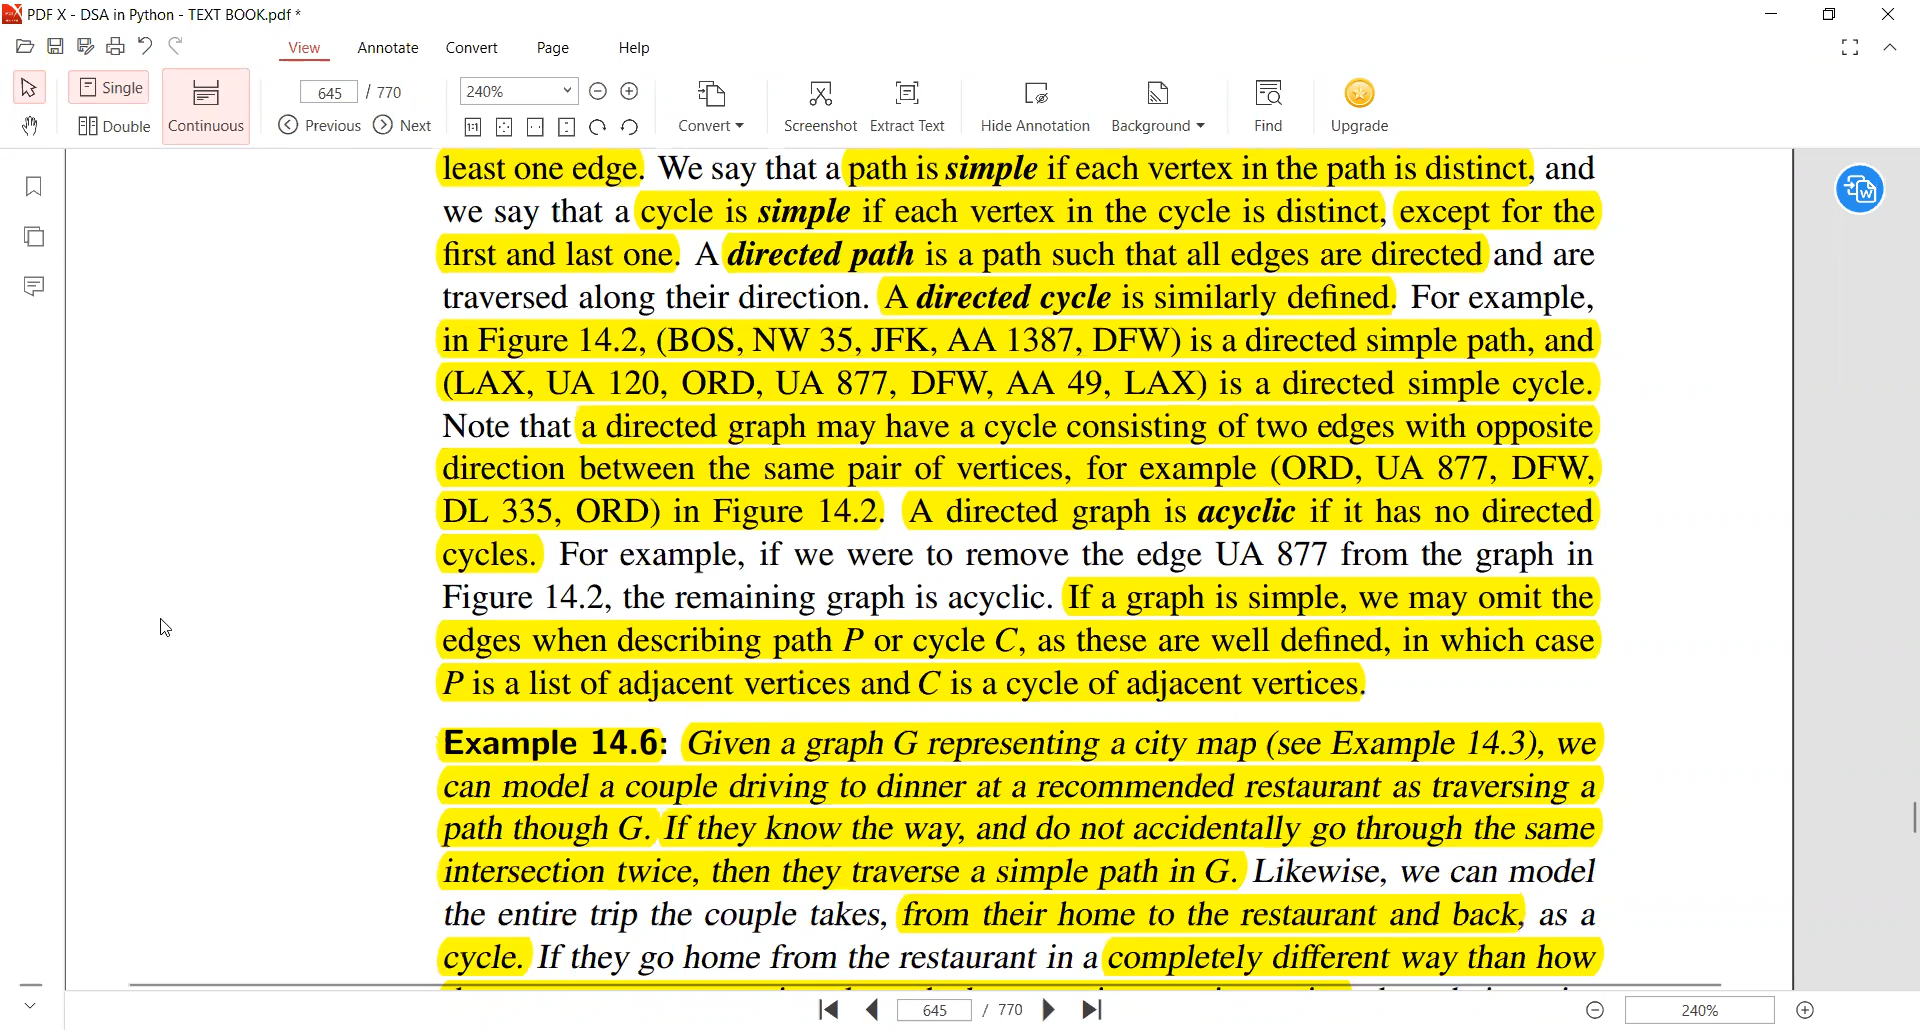 PDF X - DSA in Python - TEXT BOOK.pdf *
View Annotate Convert Page Help
Single
Double
Continuous
645 / 770
Previous Next
240%
1:1
Convert
Screenshot
Extract Text
Hide Annotation
Background
Find
Upgrade
least one edge. We say that a path is simple if each vertex in the path is distinct, and
we say that a cycle is simple if each vertex in the cycle is distinct, except for the
first and last one. A directed path is a path such that all edges are directed and are
traversed along their direction. A directed cycle is similarly defined. For example,
in Figure 14.2, (BOS, NW 35, JFK, AA 1387, DFW) is a directed simple path, and
(LAX, UA 120, ORD, UA 877, DFW, AA 49, LAX) is a directed simple cycle.
Note that a directed graph may have a cycle consisting of two edges with opposite
direction between the same pair of vertices, for example (ORD, UA 877, DFW,
DL 335, ORD) in Figure 14.2. A directed graph is acyclic if it has no directed
cycles. For example, if we were to remove the edge UA 877 from the graph in
Figure 14.2, the remaining graph is acyclic. If a graph is simple, we may omit the
edges when describing path P or cycle C, as these are well defined, in which case
P is a list of adjacent vertices and C is a cycle of adjacent vertices.
Example 14.6: Given a graph G representing a city map (see Example 14.3), we
can model a couple driving to dinner at a recommended restaurant as traversing a
path though G. If they know the way, and do not accidentally go through the same
intersection twice, then they traverse a simple path in G. Likewise, we can model
the entire trip the couple takes, from their home to the restaurant and back, as a
cycle. If they go home from the restaurant in a completely different way than how
645 / 770
240%